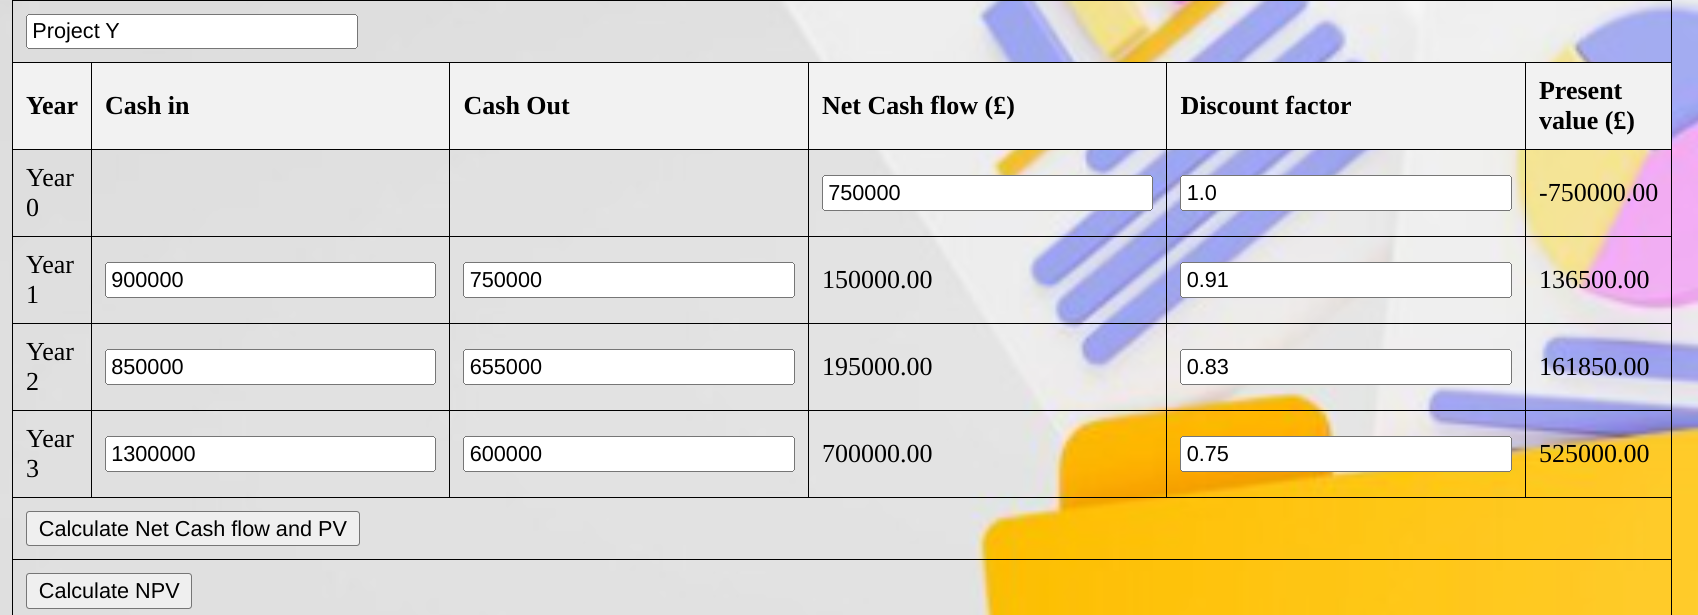 Project Y
Year Cash in Cash Out Net Cash flow (£) Discount factor Present value (£)
Year 0 750000 1.0 -750000.00
Year 1 900000 750000 150000.00 0.91 136500.00
Year 2 850000 655000 195000.00 0.83 161850.00
Year 3 1300000 600000 700000.00 0.75 525000.00
Calculate Net Cash flow and PV
Calculate NPV